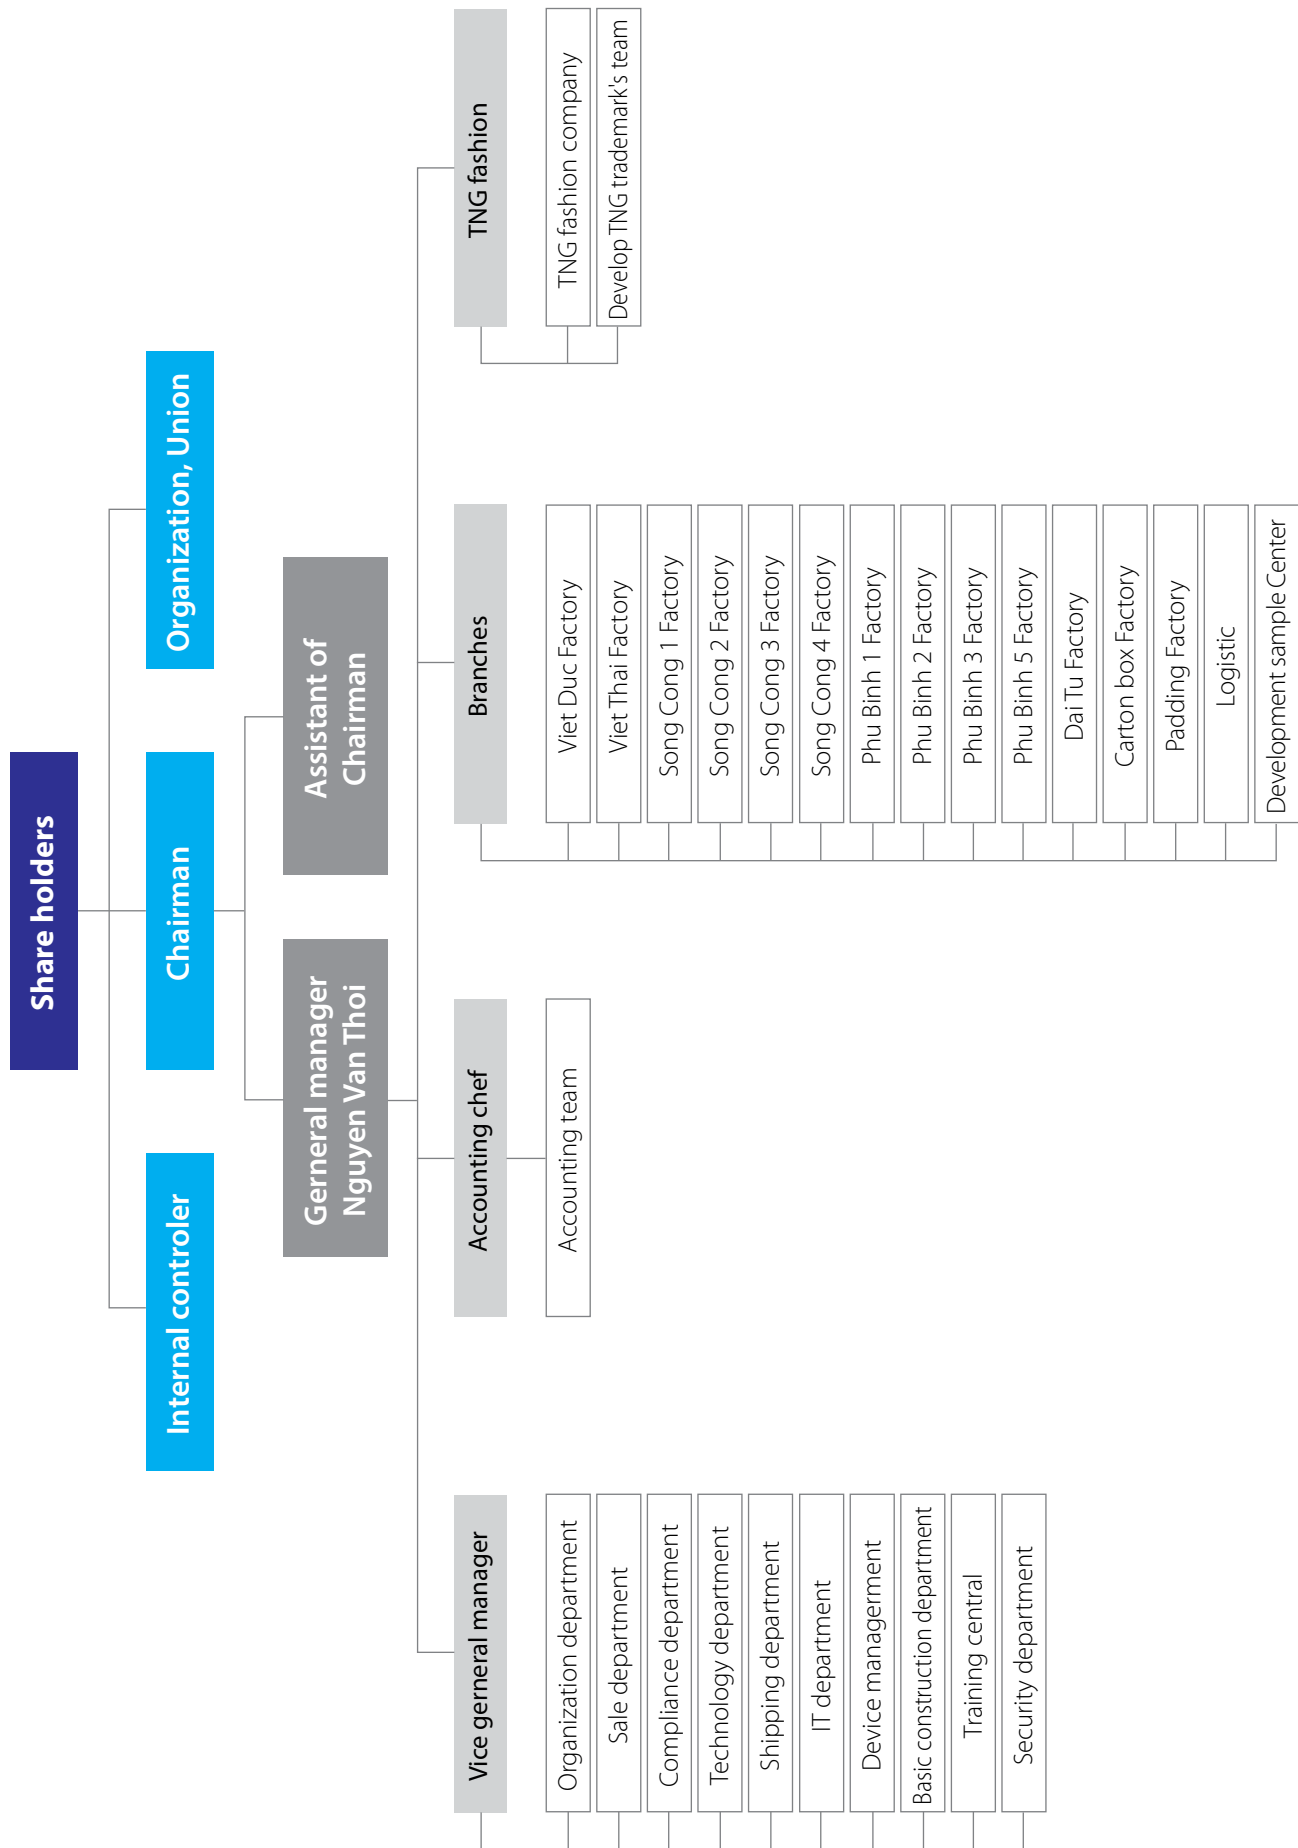 Share holders
Internal controler
Chairman
Organization, Union
Gerneral manager
Nguyen Van Thoi
Assistant of
Chairman
Vice gerneral manager
Accounting chef
Branches
TNG fashion
Organization department
Sale department
Compliance department
Technology department
Shipping department
IT department
Device managerment
Basic construction department
Training central
Security department
Accounting team
Viet Duc Factory
Viet Thai Factory
Song Cong 1 Factory
Song Cong 2 Factory
Song Cong 3 Factory
Song Cong 4 Factory
Phu Binh 1 Factory
Phu Binh 2 Factory
Phu Binh 3 Factory
Phu Binh 5 Factory
Dai Tu Factory
Carton box Factory
Padding Factory
Logistic
Development sample Center
TNG fashion company
Develop TNG trademark's team